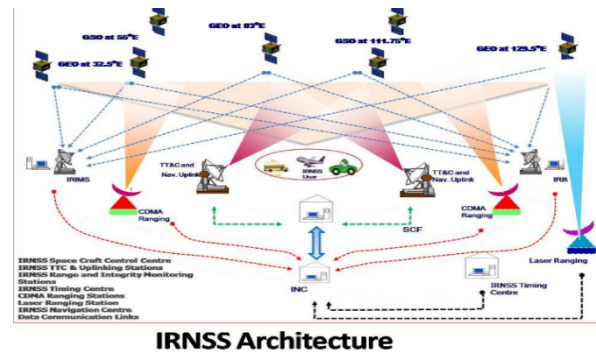 GSO at 55°E
GEO at 83°E
GSO at 111.75°E
GEO at 32.5°E
GEO at 129.5°E
IRIMS
TT&C and
Nav. Uplink
IRNSS
User
TT&C and
Nav. Uplink
IRIM
CDMA
Ranging
SCF
CDMA
Ranging
Laser Ranging
INC
IRNSS Timing
Centre
IRNSS Space Craft Control Centre
IRNSS TTC & Uplinking Stations
IRNSS Range and Integrity Monitoring
Stations
IRNSS Timing Centre
CDMA Ranging Stations
Laser Ranging Station
IRNSS Navigation Centre
Data Communication Links
IRNSS Architecture